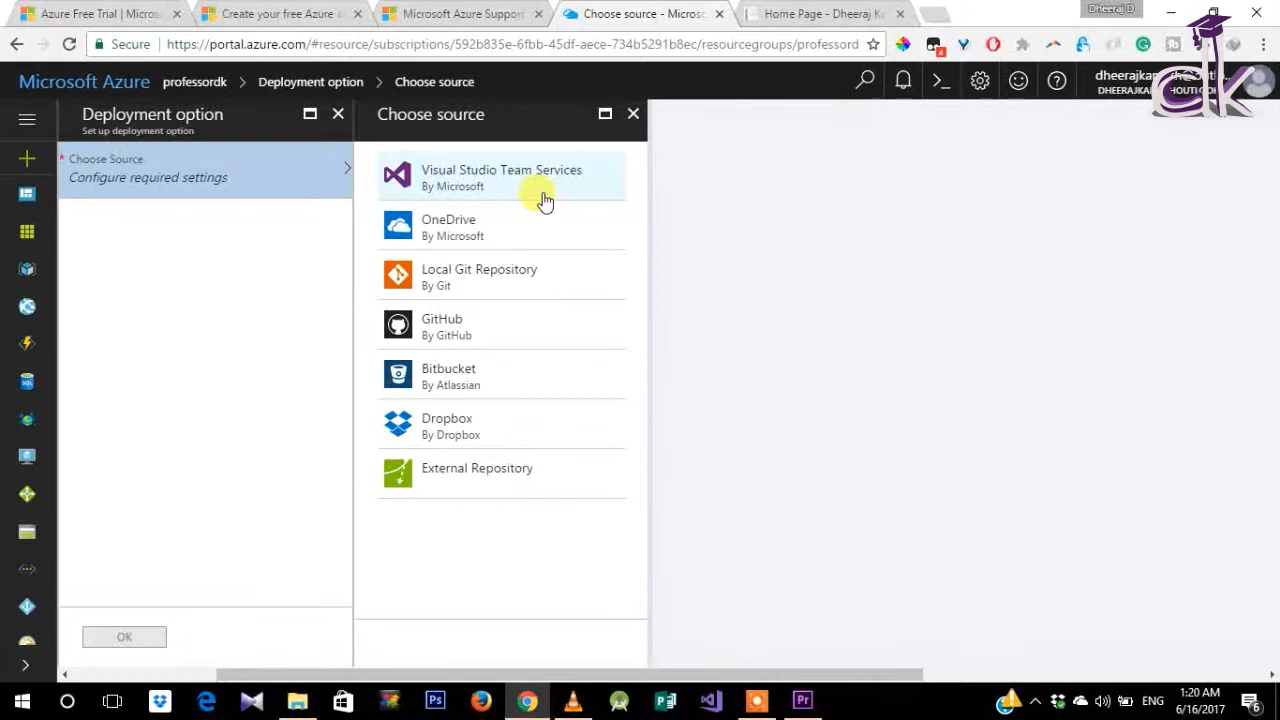 Azure Free Trial | Micros
Create your free Azure a
Microsoft Azure Support
Choose source - Microso
Home Page - Dheeraj Ka
Dheeraj D
Secure
https://portal.azure.com/#resource/subscriptions/592b835e-6fbb-45df-aece-734b5291b8ec/resourcegroups/professord
Microsoft Azure
professordk
Deployment option
Choose source
Deployment option
Set up deployment option
Choose source
* Choose Source
Configure required settings
Visual Studio Team Services
By Microsoft
OneDrive
By Microsoft
Local Git Repository
By Git
GitHub
By GitHub
Bitbucket
By Atlassian
Dropbox
By Dropbox
External Repository
OK
ENG
1:20 AM
6/16/2017